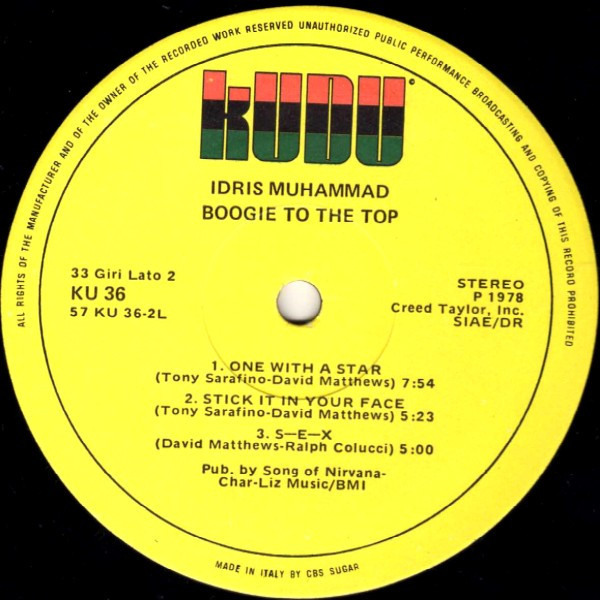 ALL RIGHTS OF THE MANUFACTURER AND OF THE OWNER OF THE RECORDED WORK RESERVED UNAUTHORIZED PUBLIC PERFORMANCE BROADCASTING AND COPYING OF THIS RECORD PROHIBITED
KUDU©
IDRIS MUHAMMAD
BOOGIE TO THE TOP
33 Giri Lato 2
KU 36
57 KU 36-2L
STEREO
P 1978
Creed Taylor, Inc.
SIAE/DR
1. ONE WITH A STAR
(Tony Sarafino-David Matthews) 7:54
2. STICK IT IN YOUR FACE
(Tony Sarafino-David Matthews) 5:23
3. S—E—X
(David Matthews-Ralph Colucci) 5:00
Pub. by Song of Nirvana-
Char-Liz Music/BMI
MADE IN ITALY BY CBS SUGAR